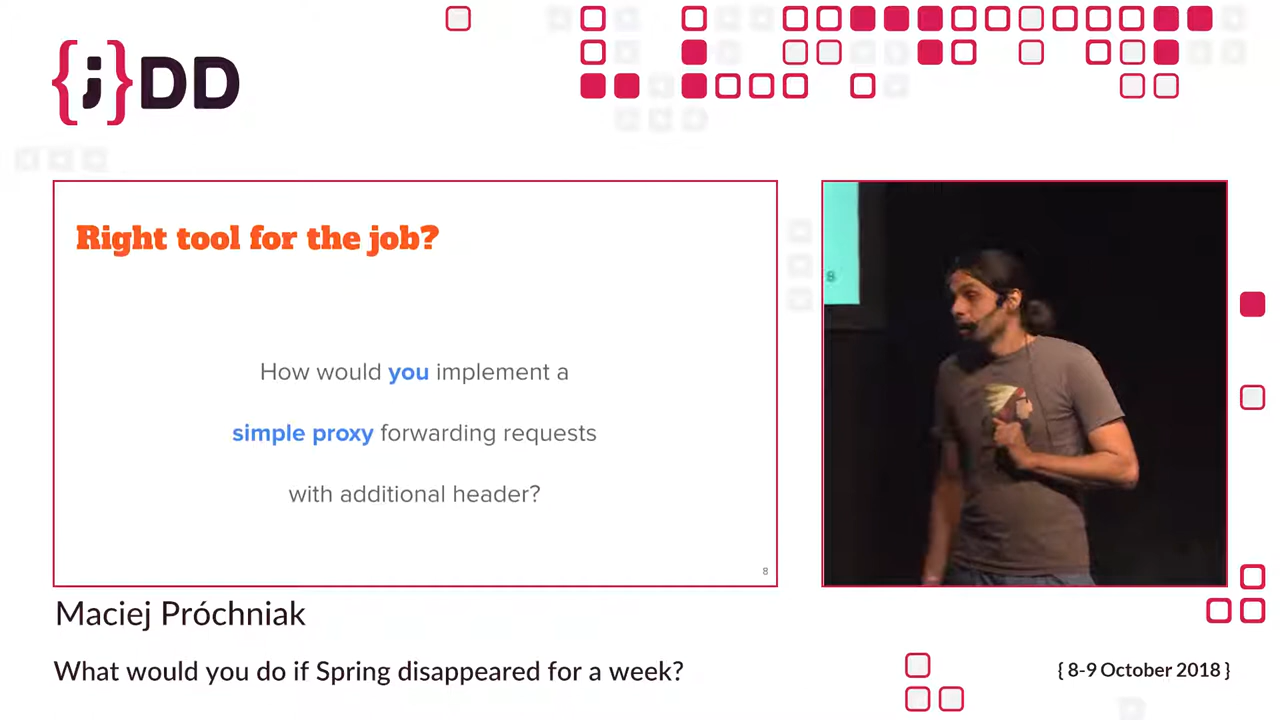 {j}DD
Right tool for the job?
How would you implement a
simple proxy forwarding requests
with additional header?
8
8
Maciej Próchniak
What would you do if Spring disappeared for a week?
{ 8-9 October 2018 }